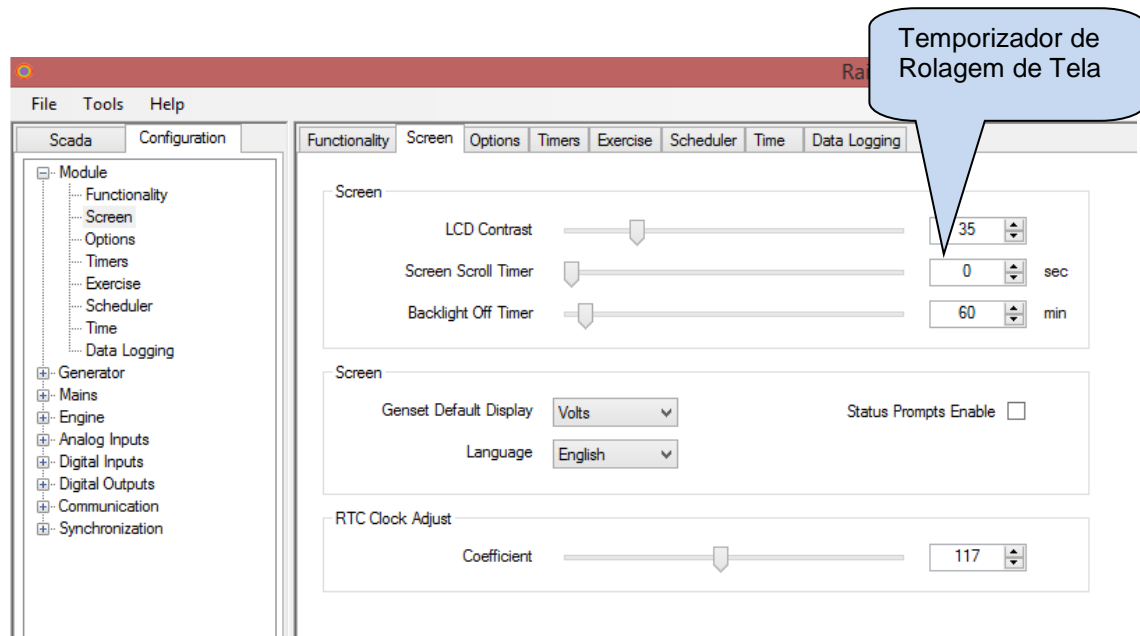 Temporizador de
Rolagem de Tela
File Tools Help
Scada Configuration
Module
Functionality
Screen
Options
Timers
Exercise
Scheduler
Time
Data Logging
Generator
Mains
Engine
Analog Inputs
Digital Inputs
Digital Outputs
Communication
Synchronization
Functionality Screen Options Timers Exercise Scheduler Time Data Logging
Screen
LCD Contrast 35
Screen Scroll Timer 0 sec
Backlight Off Timer 60 min
Screen
Genset Default Display Volts Status Prompts Enable
Language English
RTC Clock Adjust
Coefficient 117